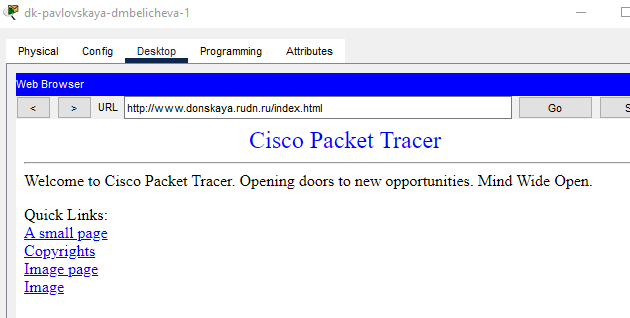 dk-pavlovskaya-dmbelicheva-1
Physical Config Desktop Programming Attributes
Web Browser
< > URL http://www.donskaya.rudn.ru/index.html Go S
Cisco Packet Tracer
Welcome to Cisco Packet Tracer. Opening doors to new opportunities. Mind Wide Open.
Quick Links:
A small page
Copyrights
Image page
Image